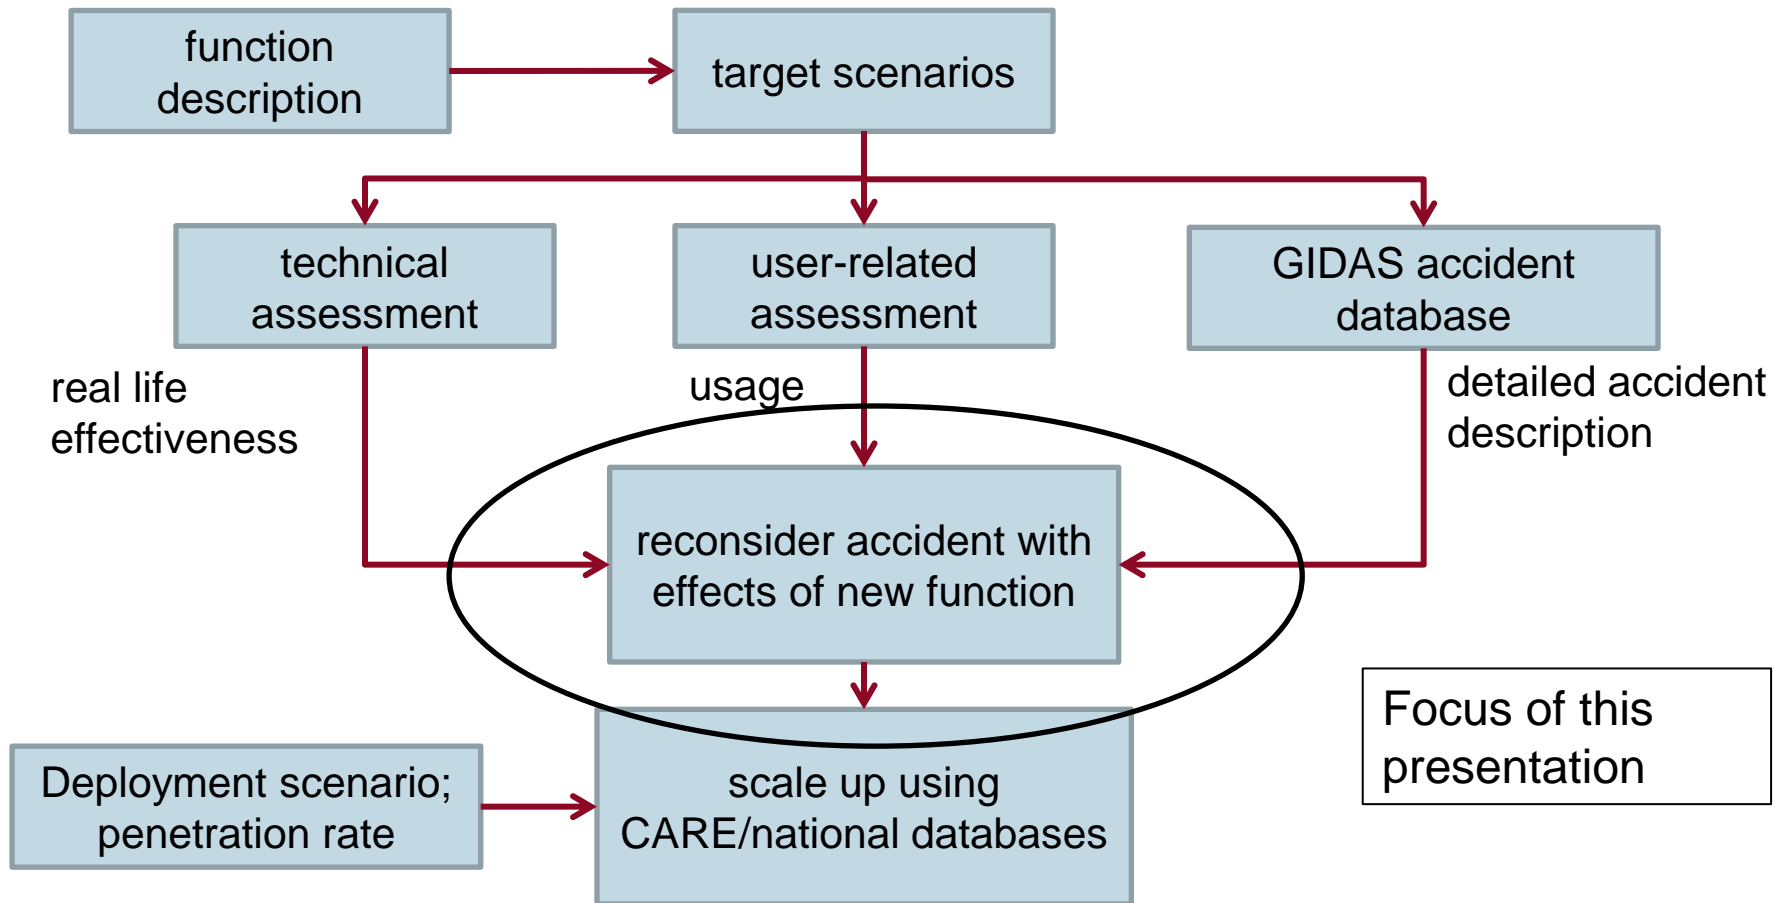 function
description
target scenarios
technical
assessment
user-related
assessment
GIDAS accident
database
real life
effectiveness
usage
detailed accident
description
reconsider accident with
effects of new function
Focus of this
presentation
Deployment scenario;
penetration rate
scale up using
CARE/national databases